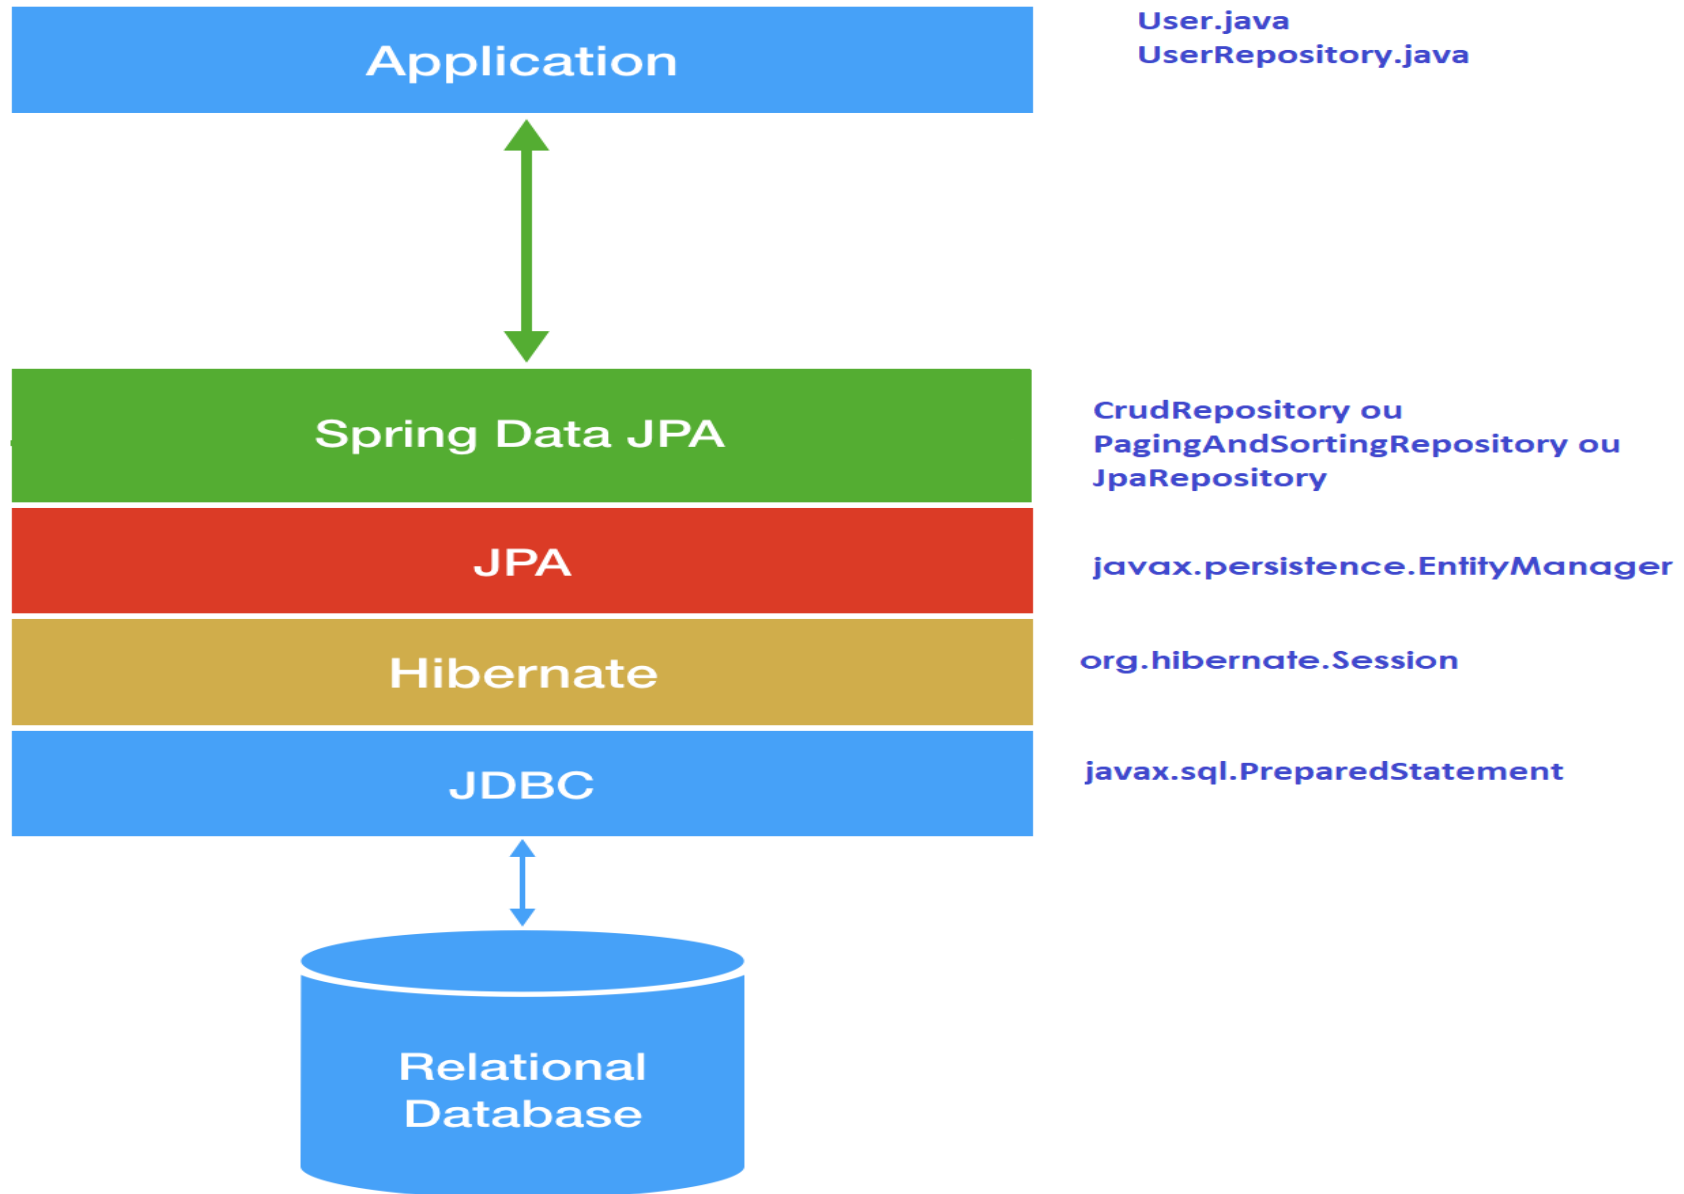 Application
User.java
UserRepository.java
Spring Data JPA
CrudRepository ou
PagingAndSortingRepository ou
JpaRepository
JPA
javax.persistence.EntityManager
Hibernate
org.hibernate.Session
JDBC
javax.sql.PreparedStatement
Relational
Database